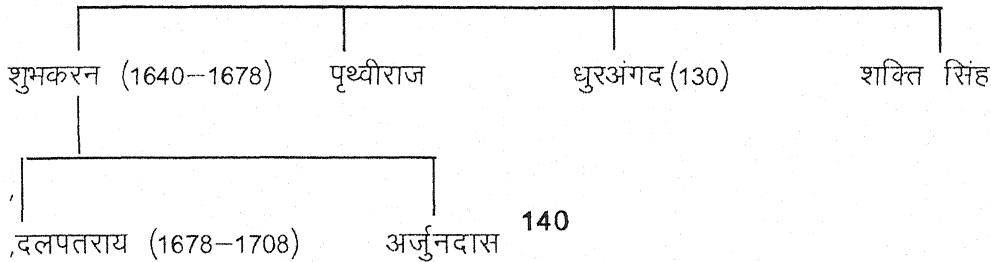 शुभकरन (1640–1678) पृथ्वीराज धुरअंगद (130) शक्ति सिंह
140
,दलपतराय (1678–1708) अर्जुनदास